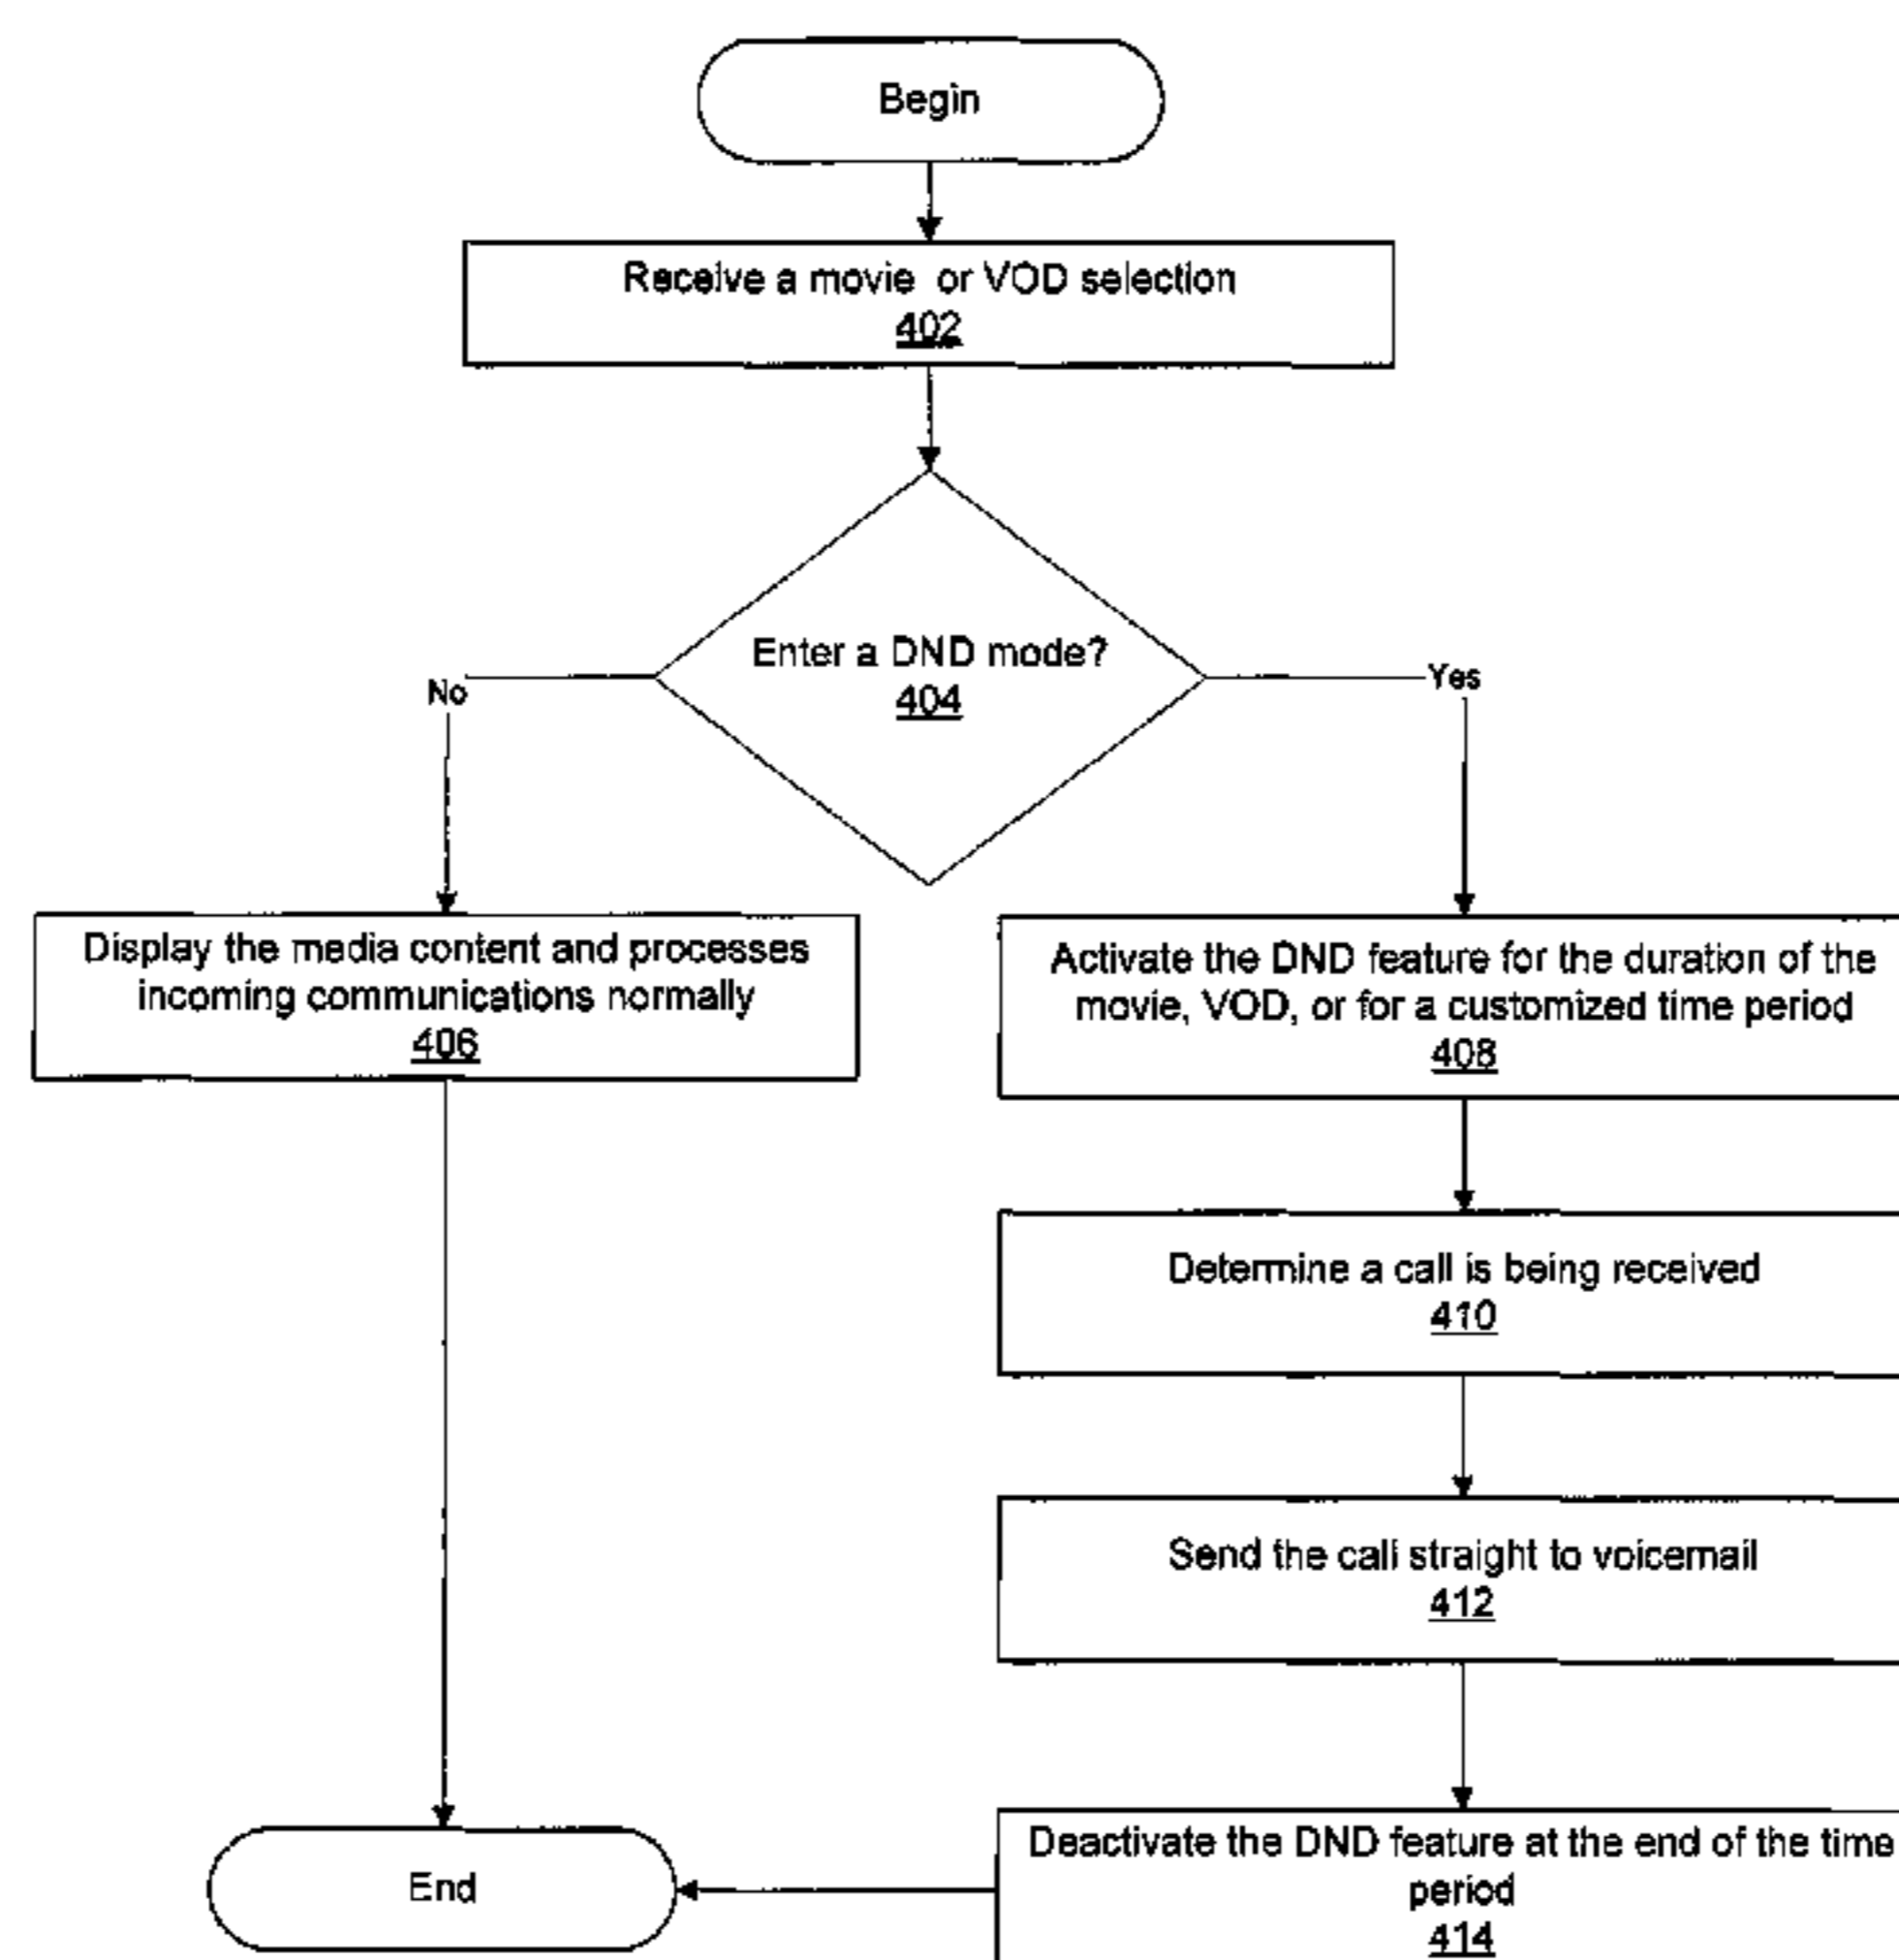 Begin
Receive a movie or VOD selection
402
Enter a DND mode?
404
No
Yes
Display the media content and processes
incoming communications normally
406
Activate the DND feature for the duration of the
movie, VOD, or for a customized time period
408
Determine a call is being received
410
Send the call straight to voicemail
412
Deactivate the DND feature at the end of the time
period
414
End